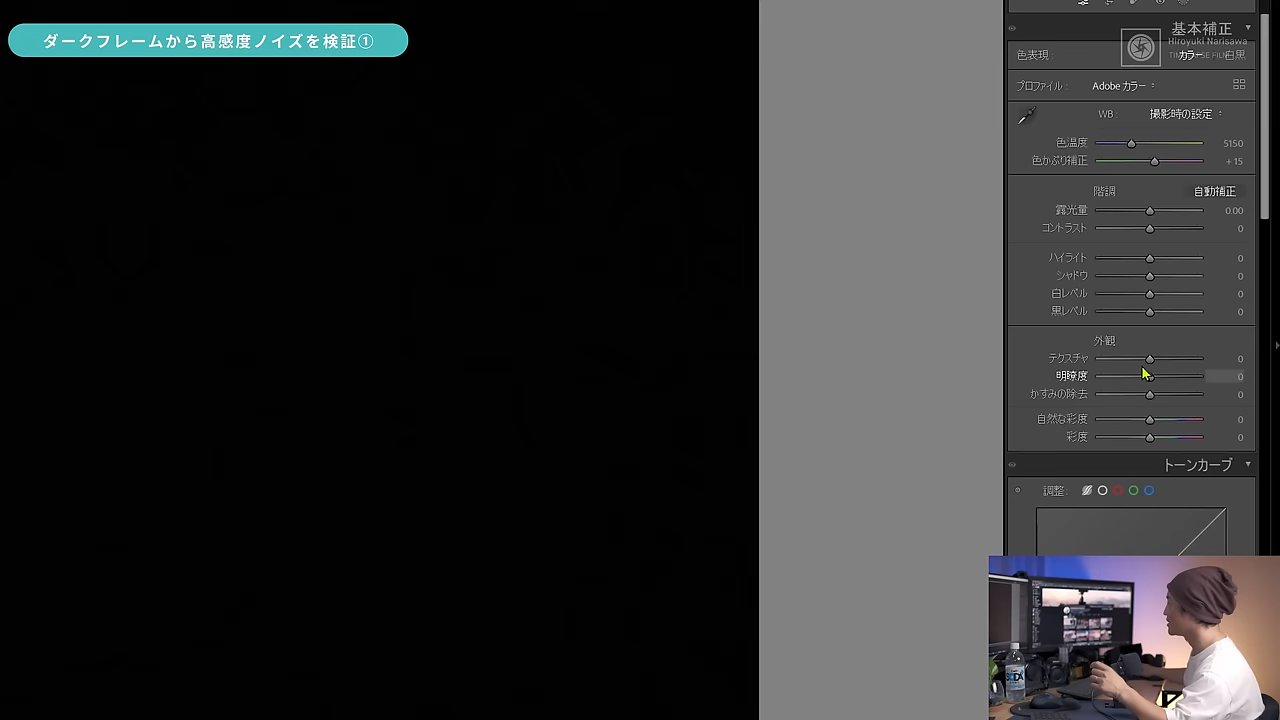 ダークフレームから高感度ノイズを検証①
基本補正
Hiroyuki Narisawa
色表現:
カラー
白黒
プロファイル:
Adobe カラー
WB:
撮影時の設定
色温度
5150
色かぶり補正
+15
階調
自動補正
露光量
0.00
コントラスト
0
ハイライト
0
シャドウ
0
白レベル
0
黒レベル
0
外観
テクスチャ
0
明瞭度
0
かすみの除去
0
自然な彩度
0
彩度
0
トーンカーブ
調整:
SODA